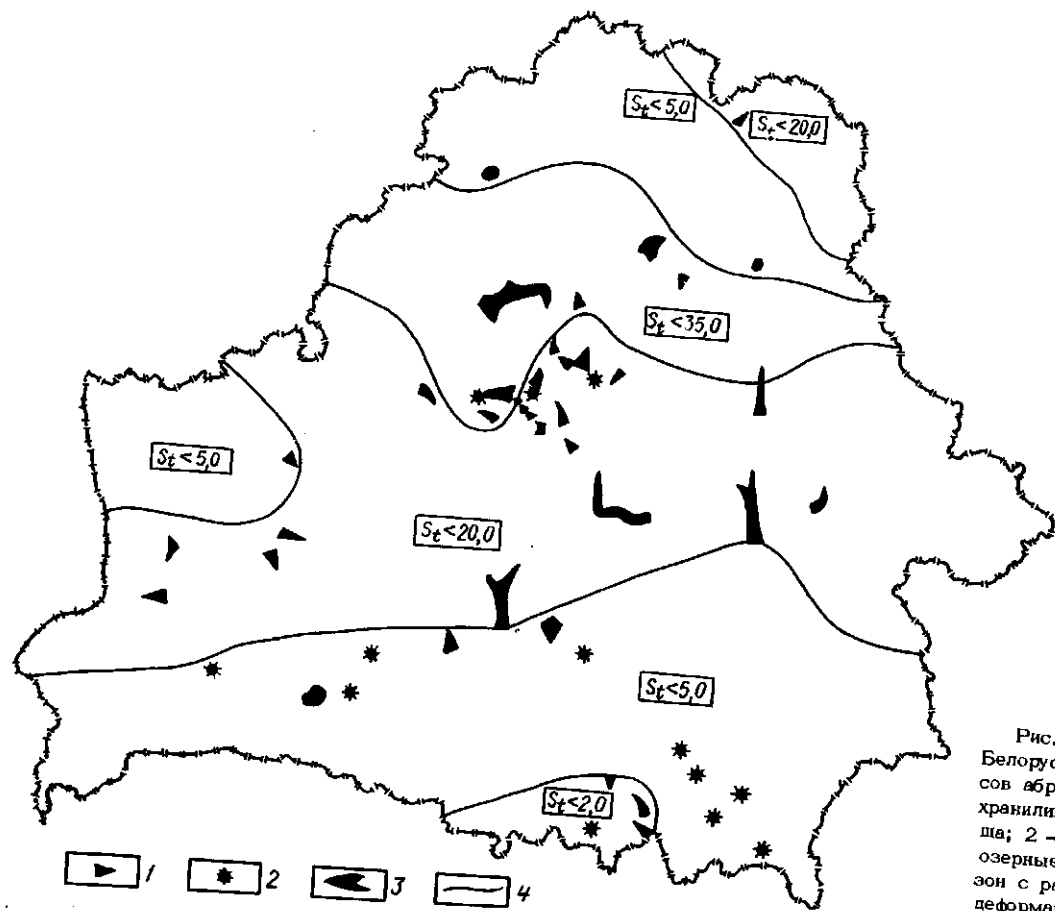 St<5,0
St<20,0
St<35,0
St<5,0
St<20,0
St<5,0
St<2,0
Рис.
Белорус
сов абр
хранили
ша; 2 –
озерные
зон с ра
деформа
1
2
3
4